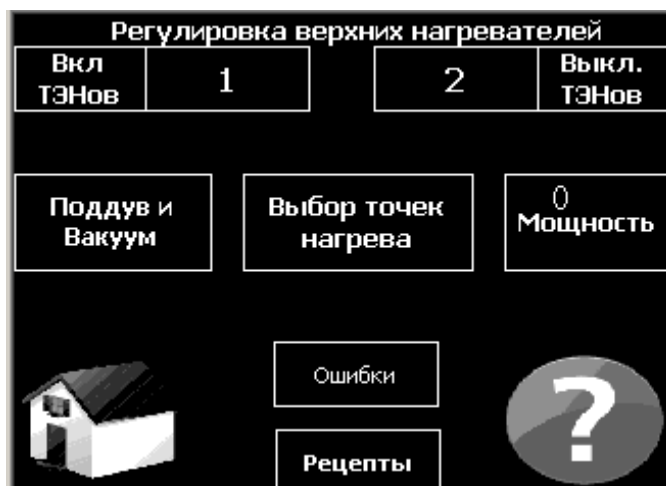 Регулировка верхних нагревателей
Вкл
ТЭНов
1
2
Выкл.
ТЭНов
Поддув и
Вакуум
Выбор точек
нагрева
0
Мощность
Ошибки
?
Рецепты